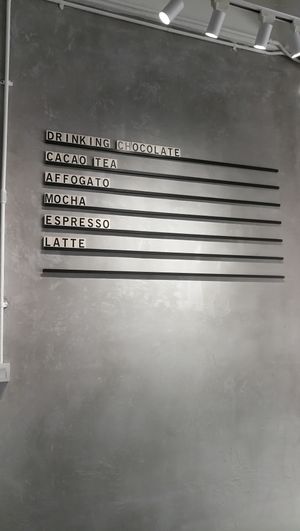 DRINKING CHOCOLATE
CACAO TEA
AFFOGATO
MOCHA
ESPRESSO
LATTE